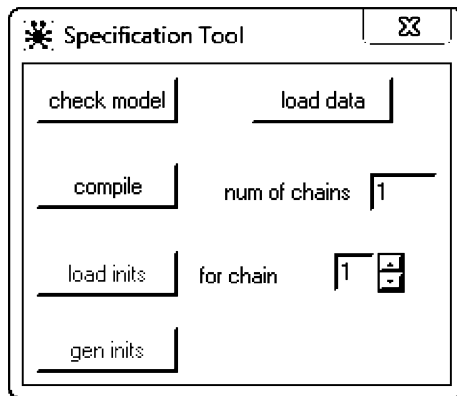 Specification Tool
check model load data
compile num of chains 1
load inits for chain 1
gen inits